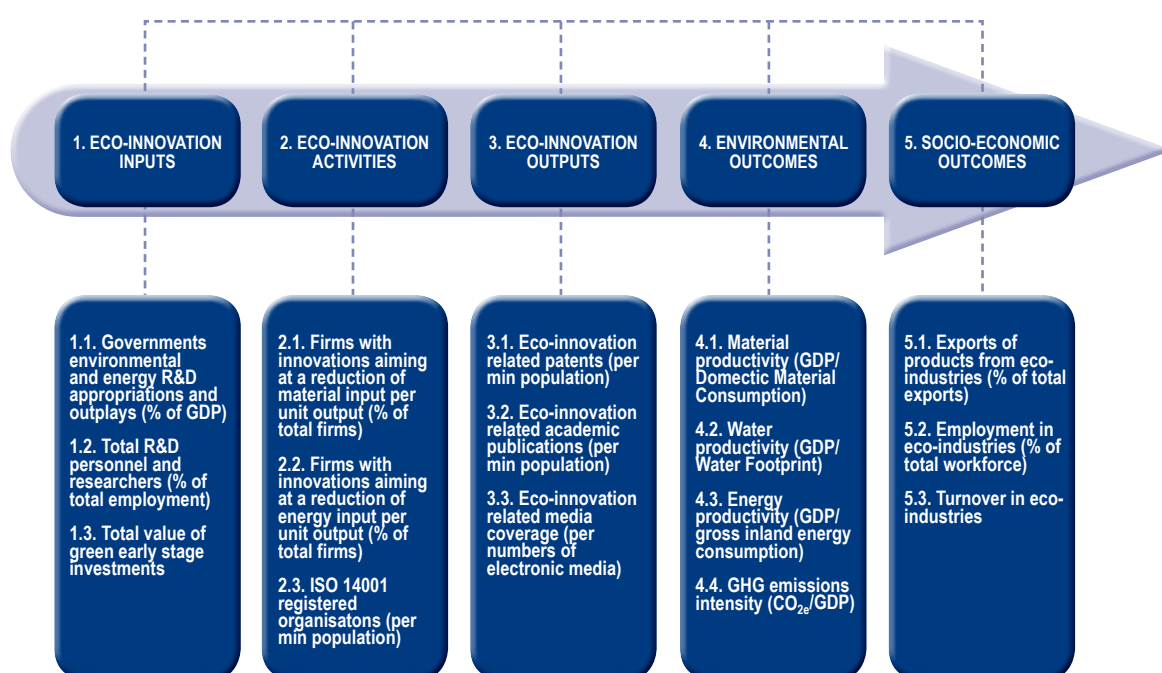 1. ECO-INNOVATION
INPUTS
2. ECO-INNOVATION
ACTIVITIES
3. ECO-INNOVATION
OUTPUTS
4. ENVIRONMENTAL
OUTCOMES
5. SOCIO-ECONOMIC
OUTCOMES
1.1. Governments
environmental
and energy R&D
appropriations and
outplays (% of GDP)
1.2. Total R&D
personnel and
researchers (% of
total employment)
1.3. Total value of
green early stage
investments
2.1. Firms with
innovations aiming
at a reduction of
material input per
unit output (% of
total firms)
2.2. Firms with
innovations aiming
at a reduction of
energy input per
unit output (% of
total firms)
2.3. ISO 14001
registered
organisatons (per
min population)
3.1. Eco-innovation
related patents (per
min population)
3.2. Eco-innovation
related academic
publications (per
min population)
3.3. Eco-innovation
related media
coverage (per
numbers of
electronic media)
4.1. Material
productivity (GDP/
Domectic Material
Consumption)
4.2. Water
productivity (GDP/
Water Footprint)
4.3. Energy
productivity (GDP/
gross inland energy
consumption)
4.4. GHG emissions
intensity (CO2e/GDP)
5.1. Exports of
products from eco-
industries (% of total
exports)
5.2. Employment in
eco-industries (% of
total workforce)
5.3. Turnover in eco-
industries